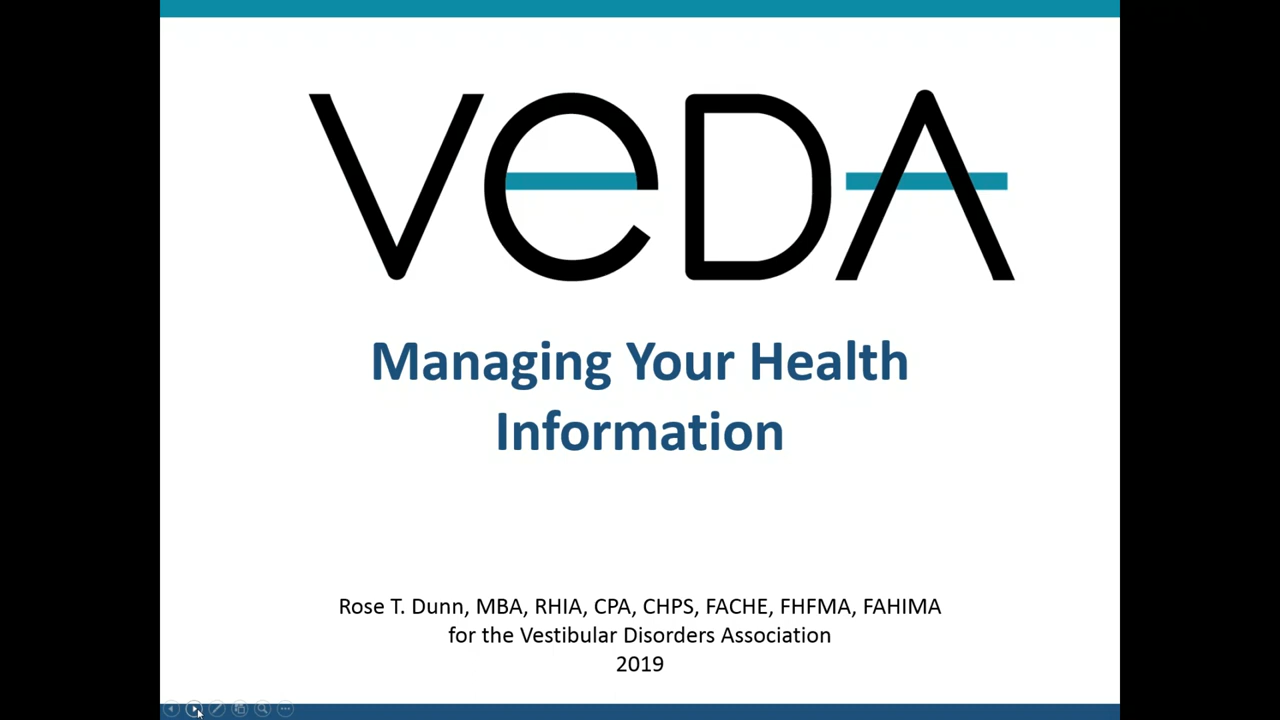 VeDA
Managing Your Health
Information
Rose T. Dunn, MBA, RHIA, CPA, CHPS, FACHE, FHFMA, FAHIMA
for the Vestibular Disorders Association
2019